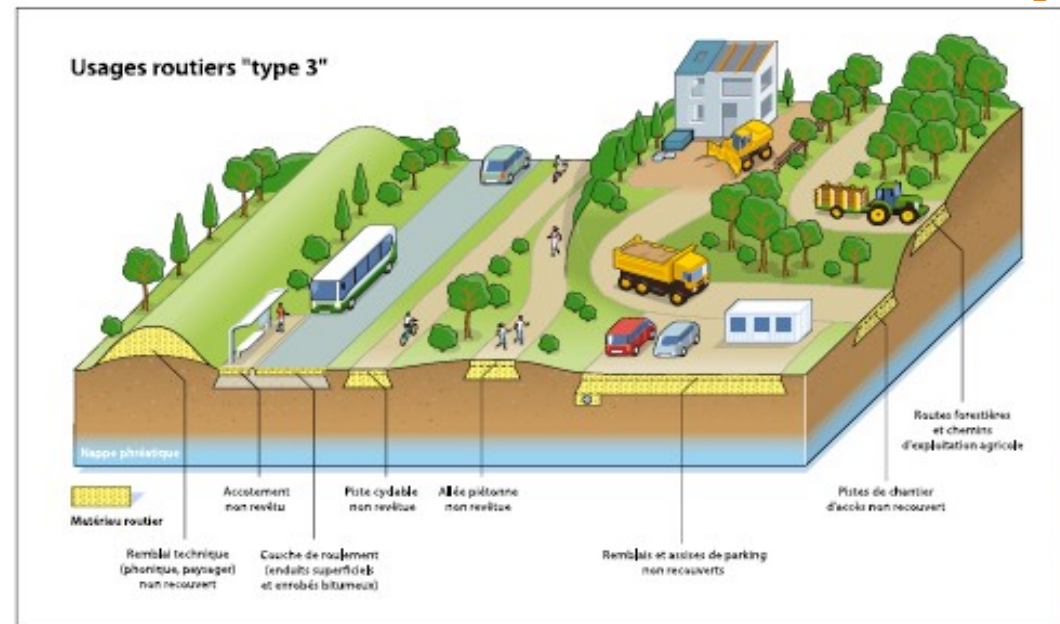 Usages routiers "type 3"
Nappe phréatique
Matériau routier
Remblai technique
(phonique, paysager)
non recouvert
Accotement
non revêtu
Couche de roulement
(enduits superficiels
et enrobés bitumeux)
Piste cyclable
non revêtue
Allée piétonne
non revêtue
Remblais et assises de parking
non recouverts
Pistes de chantier
d'accès non recouvert
Routes forestières
et chemins
d'exploitation agricole